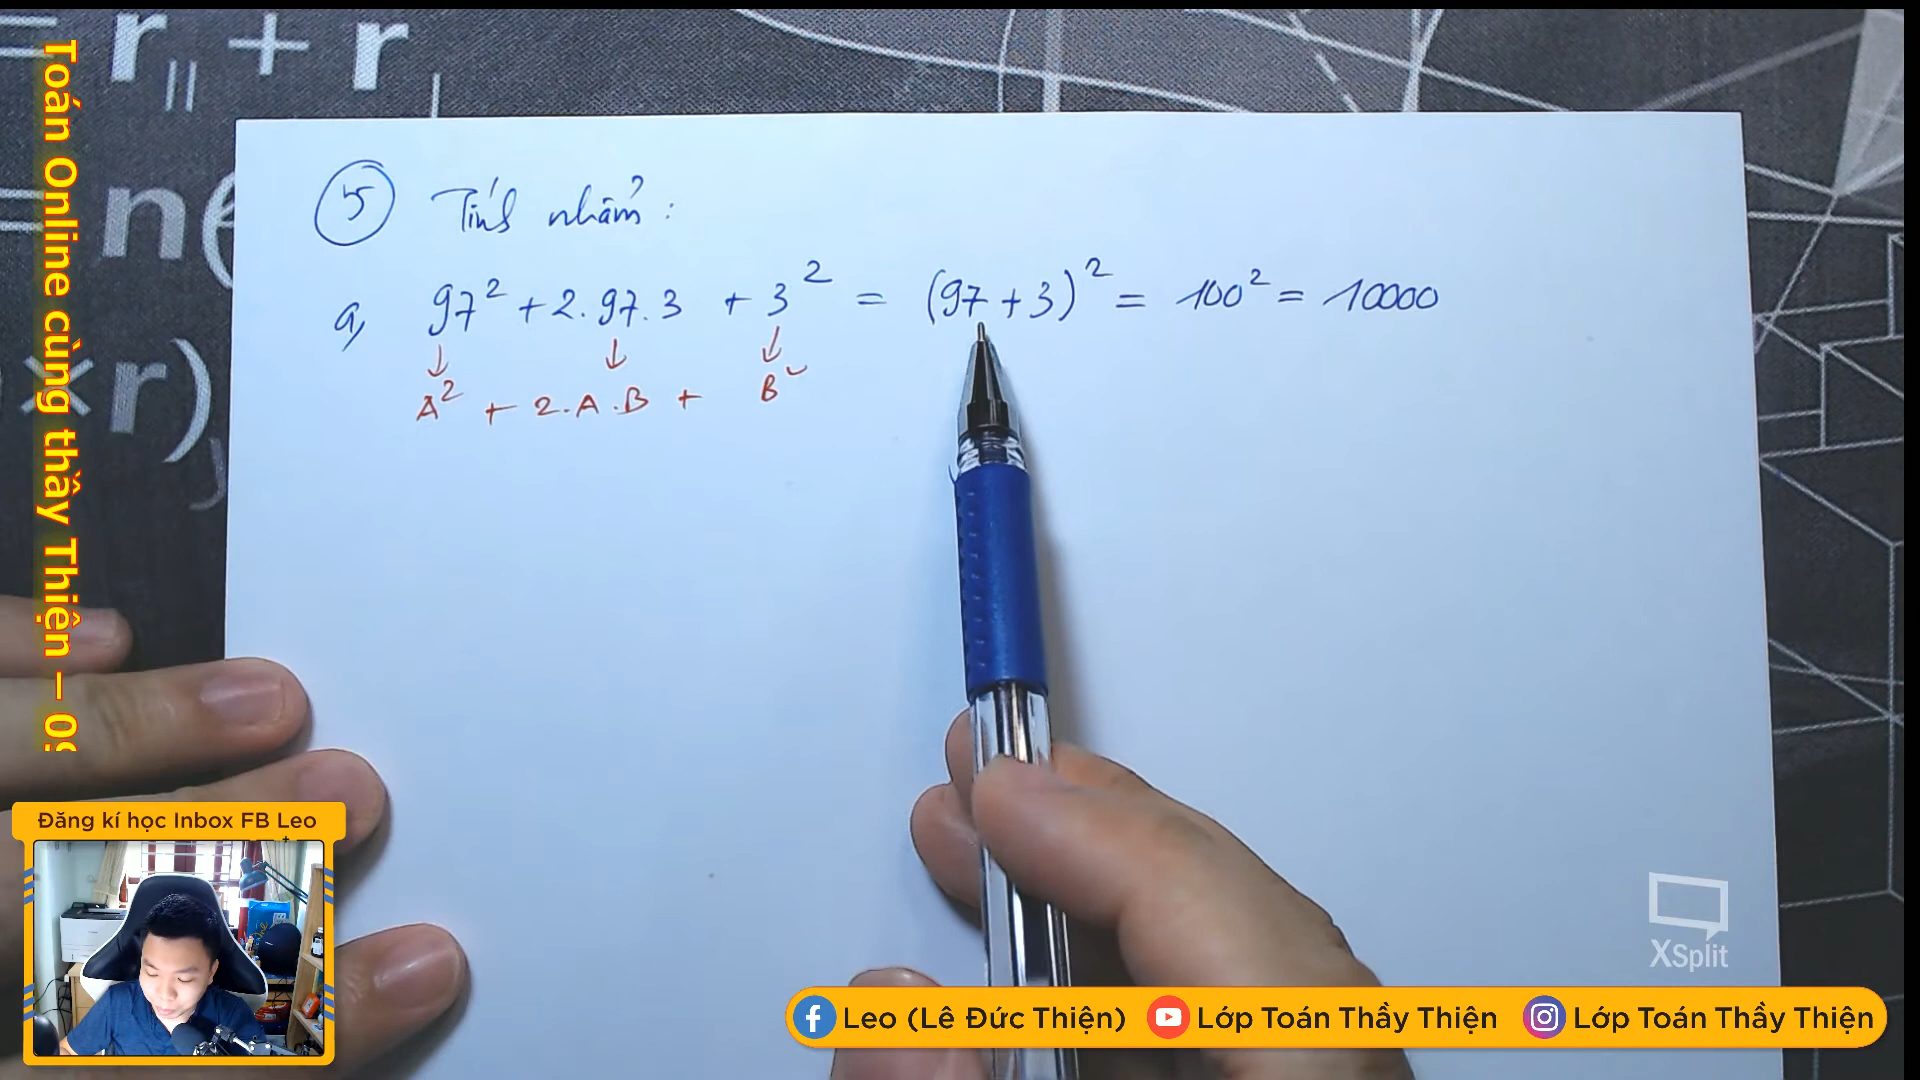 = r || + r |
= n(
× r) y
Toán Online cùng thầy Thiện – 09
5 Tính nhẩm:
a, 97² + 2.97.3 + 3² = (97+3)² = 100² = 10000
↓ ↓ ↓
A² + 2.A.B + B²
Đăng kí học Inbox FB Leo
XSplit
Leo (Lê Đức Thiện) Lớp Toán Thầy Thiện Lớp Toán Thầy Thiện